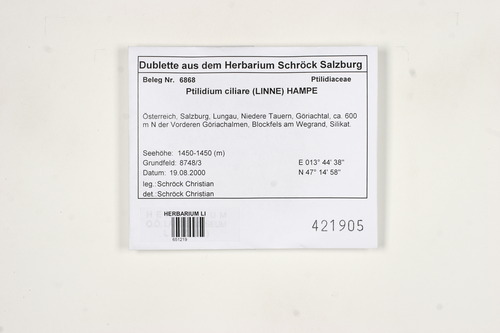 Dublette aus dem Herbarium Schröck Salzburg
Beleg Nr. 6868 Ptilidiaceae
Ptilidium ciliare (LINNE) HAMPE
Österreich, Salzburg, Lungau, Niedere Tauern, Göriachtal, ca. 600
m N der Vorderen Göriachalmen, Blockfels am Wegrand, Silikat.
Seehöhe: 1450-1450 (m)
Grundfeld: 8748/3 E 013° 44' 38"
Datum: 19.08.2000 N 47° 14' 58"
leg. Schröck Christian
det. Schröck Christian
HERBARIUM LI
651219
421905